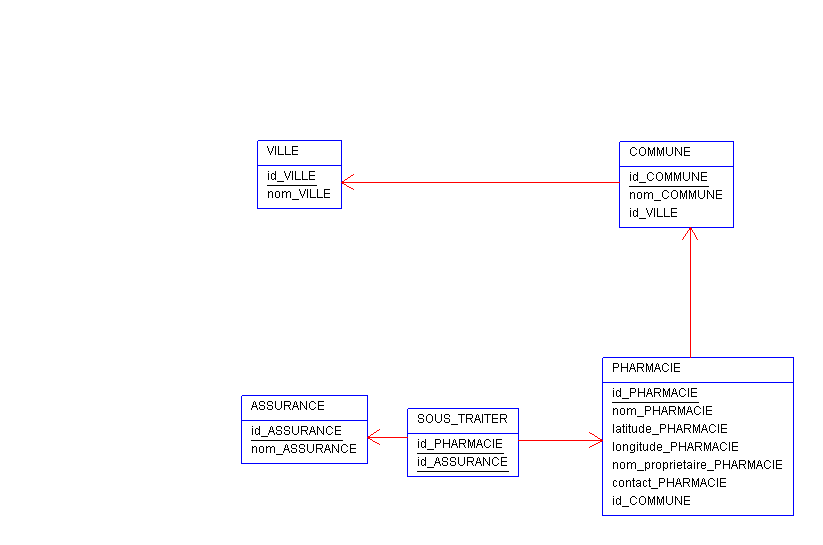 VILLE
id_VILLE
nom_VILLE
COMMUNE
id_COMMUNE
nom_COMMUNE
id_VILLE
ASSURANCE
id_ASSURANCE
nom_ASSURANCE
SOUS_TRAITER
id_PHARMACIE
id_ASSURANCE
PHARMACIE
id_PHARMACIE
nom_PHARMACIE
latitude_PHARMACIE
longitude_PHARMACIE
nom_proprietaire_PHARMACIE
contact_PHARMACIE
id_COMMUNE